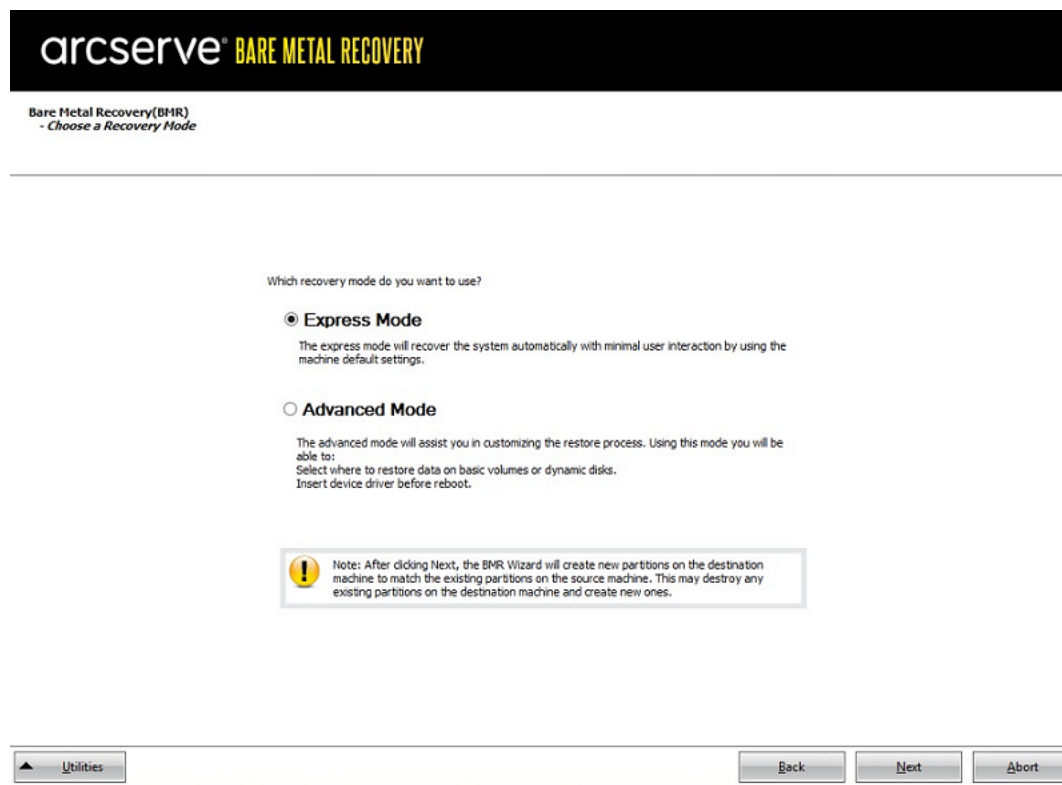 arcserve® BARE METAL RECOVERY
Bare Metal Recovery(BMR)
- Choose a Recovery Mode
Which recovery mode do you want to use?
Express Mode
The express mode will recover the system automatically with minimal user interaction by using the
machine default settings.
Advanced Mode
The advanced mode will assist you in customizing the restore process. Using this mode you will be
able to:
Select where to restore data on basic volumes or dynamic disks.
Insert device driver before reboot.
Note: After clicking Next, the BMR Wizard will create new partitions on the destination
machine to match the existing partitions on the source machine. This may destroy any
existing partitions on the destination machine and create new ones.
Utilities
Back
Next
Abort